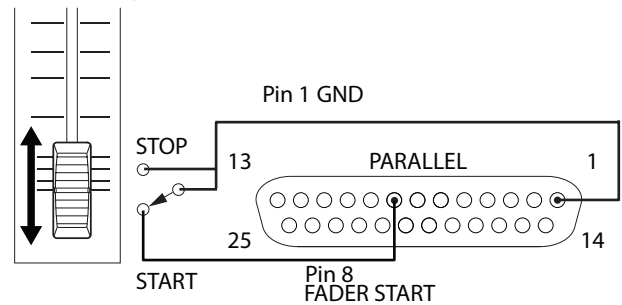 Pin 1 GND
STOP
13 PARALLEL 1
25 14
START
Pin 8
FADER START